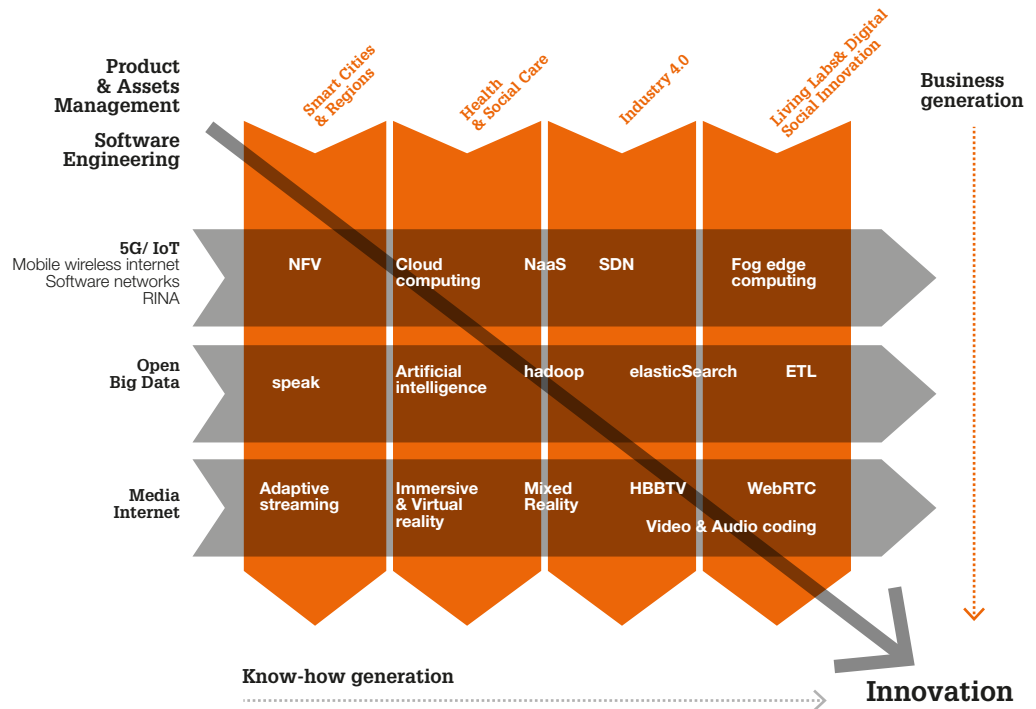 Product
& Assets
Management
Software
Engineering
Smart Cities
& Regions
Health
& Social Care
Industry 4.0
Living Labs& Digital
Social Innovation
Business
generation
5G/ IoT
Mobile wireless internet
Software networks
RINA
NFV
Cloud
computing
NaaS
SDN
Fog edge
computing
Open
Big Data
speak
Artificial
intelligence
hadoop
elasticSearch
ETL
Media
Internet
Adaptive
streaming
Immersive
& Virtual
reality
Mixed
Reality
HBBTV
WebRTC
Video & Audio coding
Know-how generation
Innovation